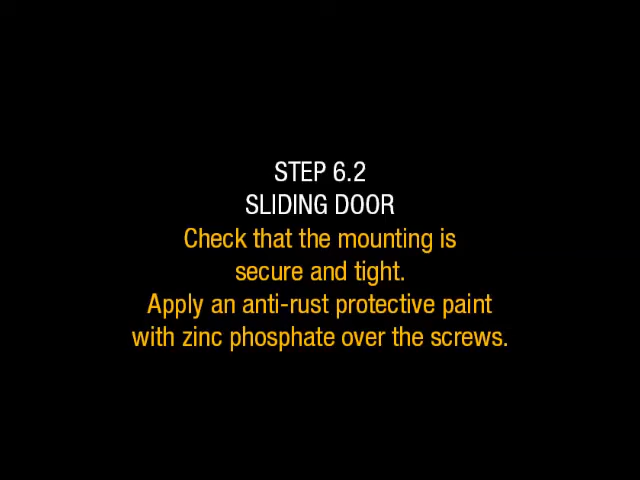 STEP 6.2
SLIDING DOOR
Check that the mounting is
secure and tight.
Apply an anti-rust protective paint
with zinc phosphate over the screws.